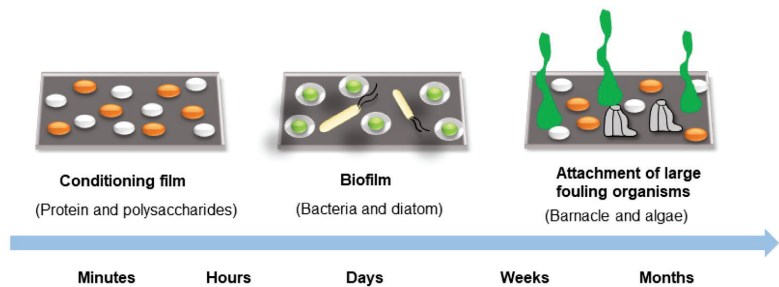 Conditioning film
(Protein and polysaccharides)
Biofilm
(Bacteria and diatom)
Attachment of large
fouling organisms
(Barnacle and algae)
Minutes
Hours
Days
Weeks
Months